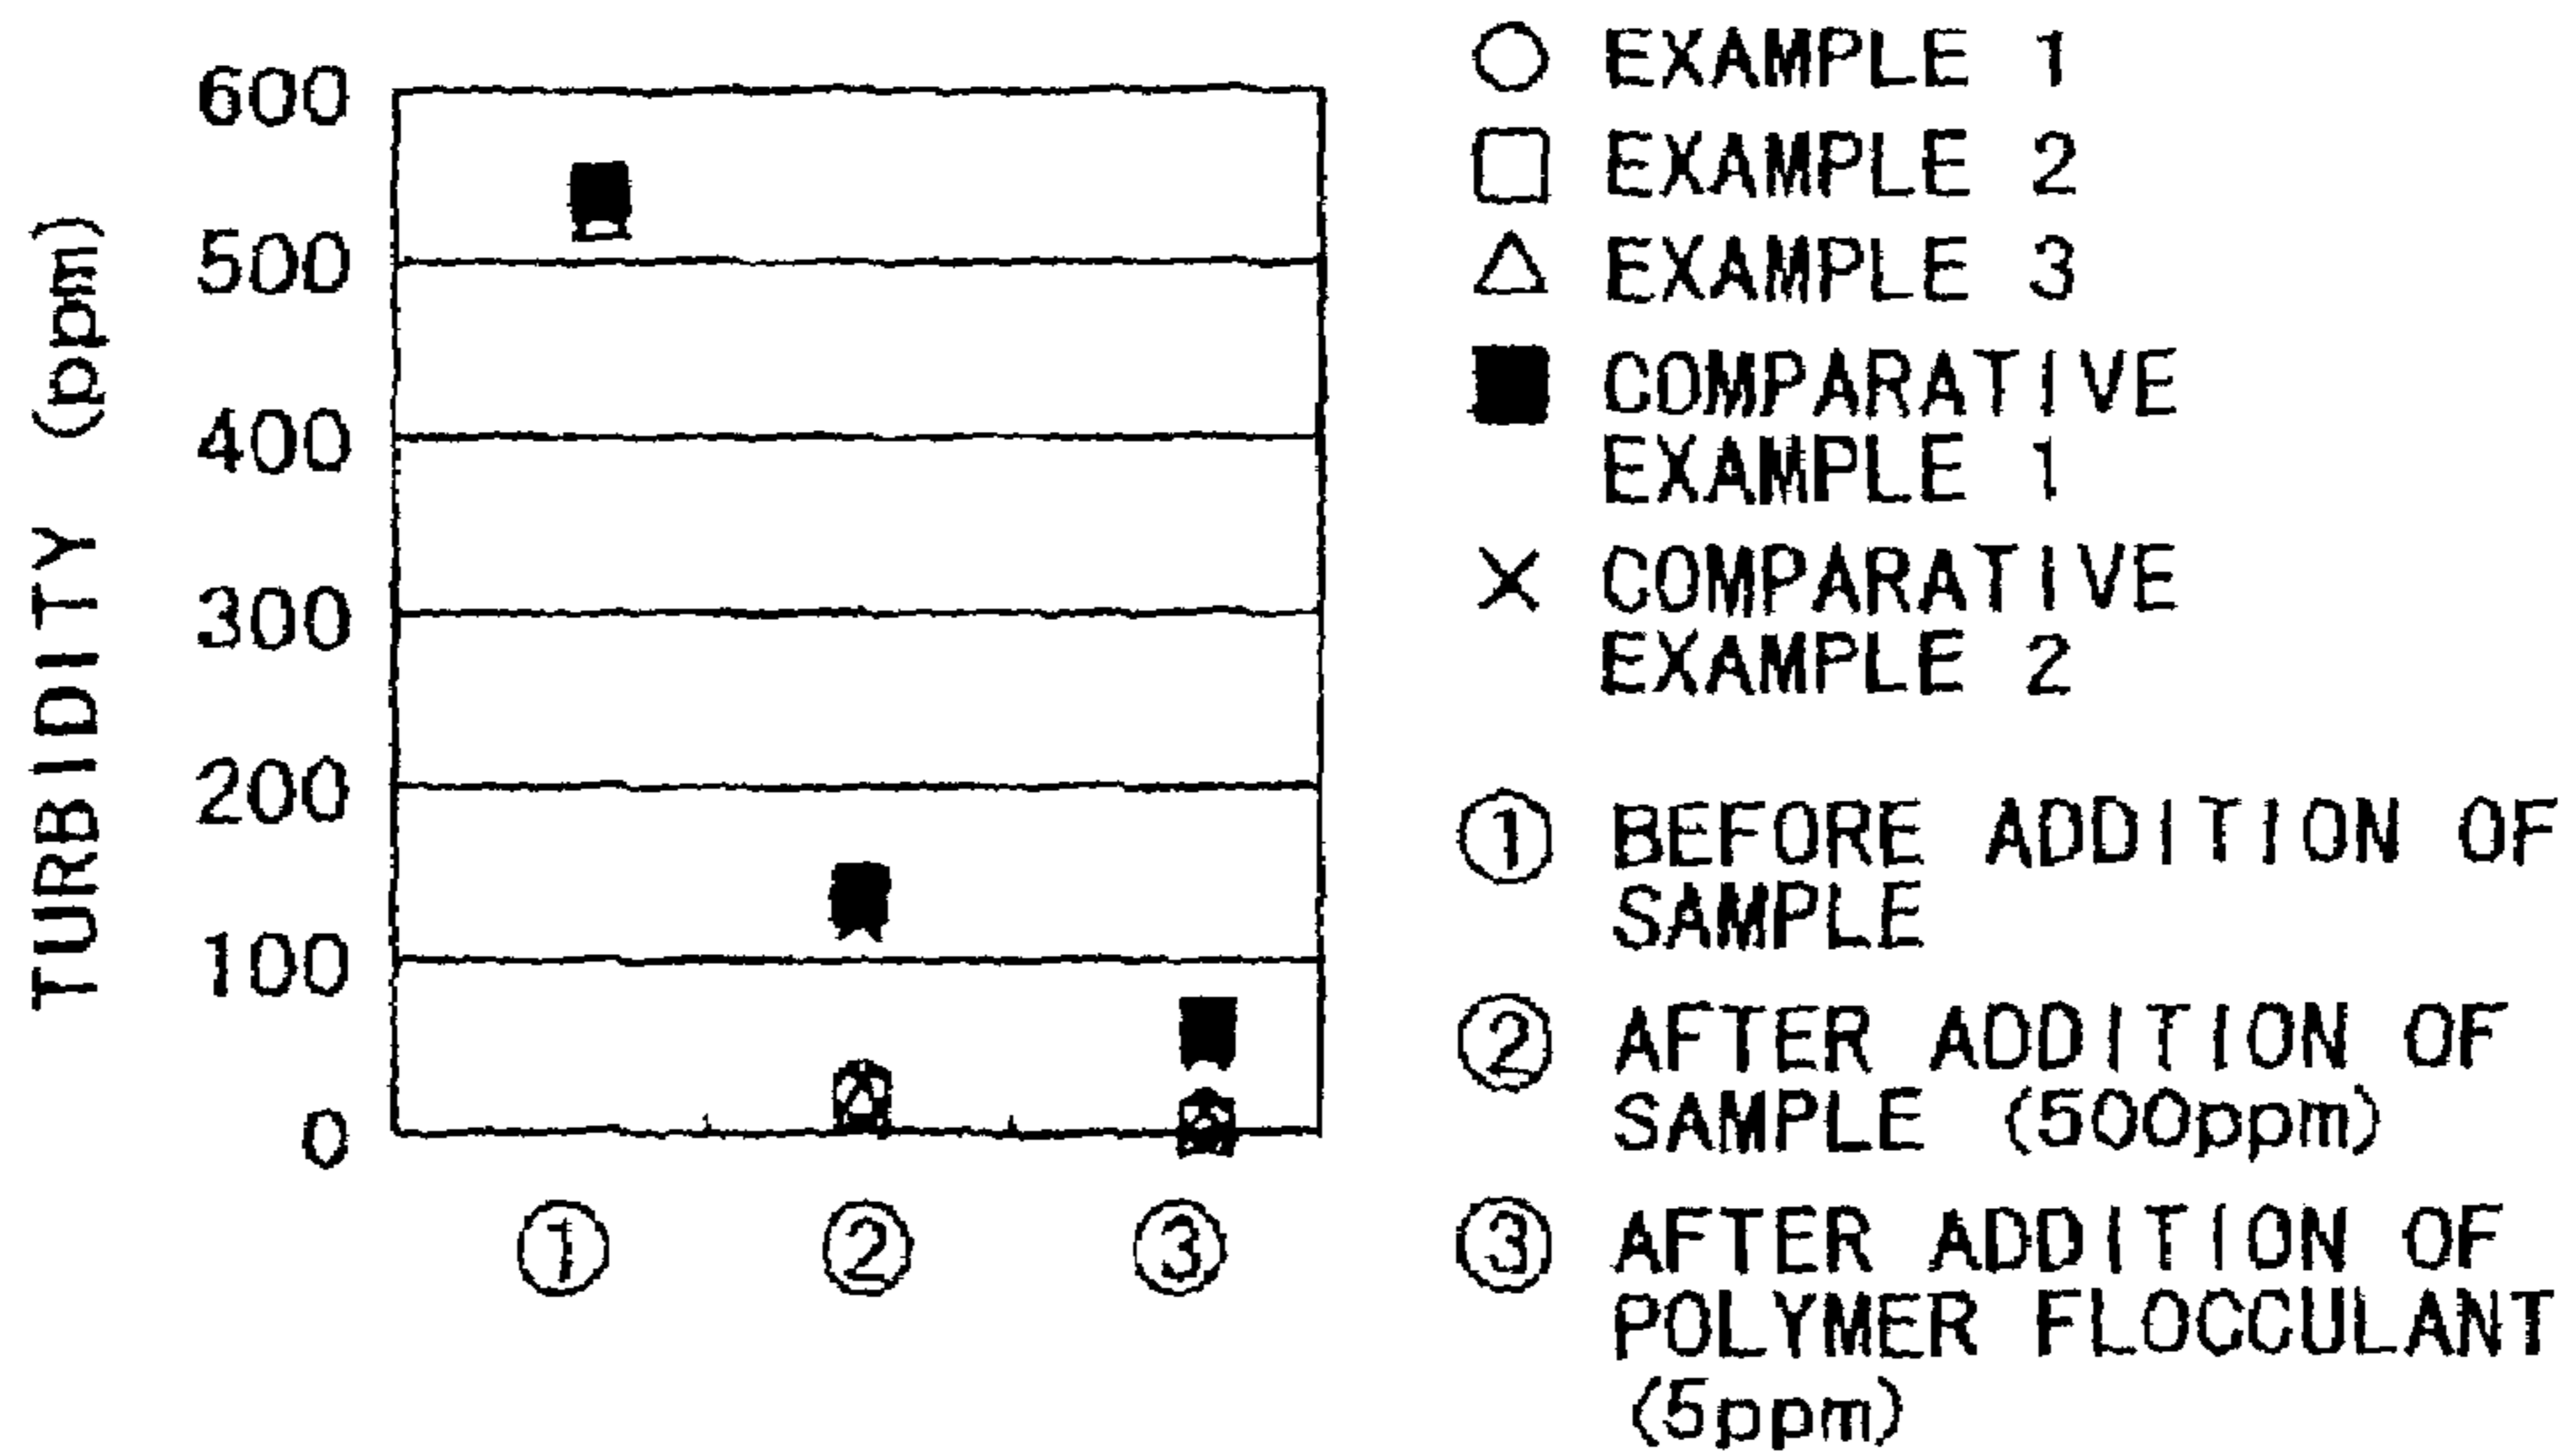 TURBIDITY (ppm)
600
500
400
300
200
100
0
①
②
③
EXAMPLE 1
EXAMPLE 2
EXAMPLE 3
COMPARATIVE
EXAMPLE 1
COMPARATIVE
EXAMPLE 2
① BEFORE ADDITION OF
SAMPLE
② AFTER ADDITION OF
SAMPLE (500ppm)
③ AFTER ADDITION OF
POLYMER FLOCCULANT
(5ppm)